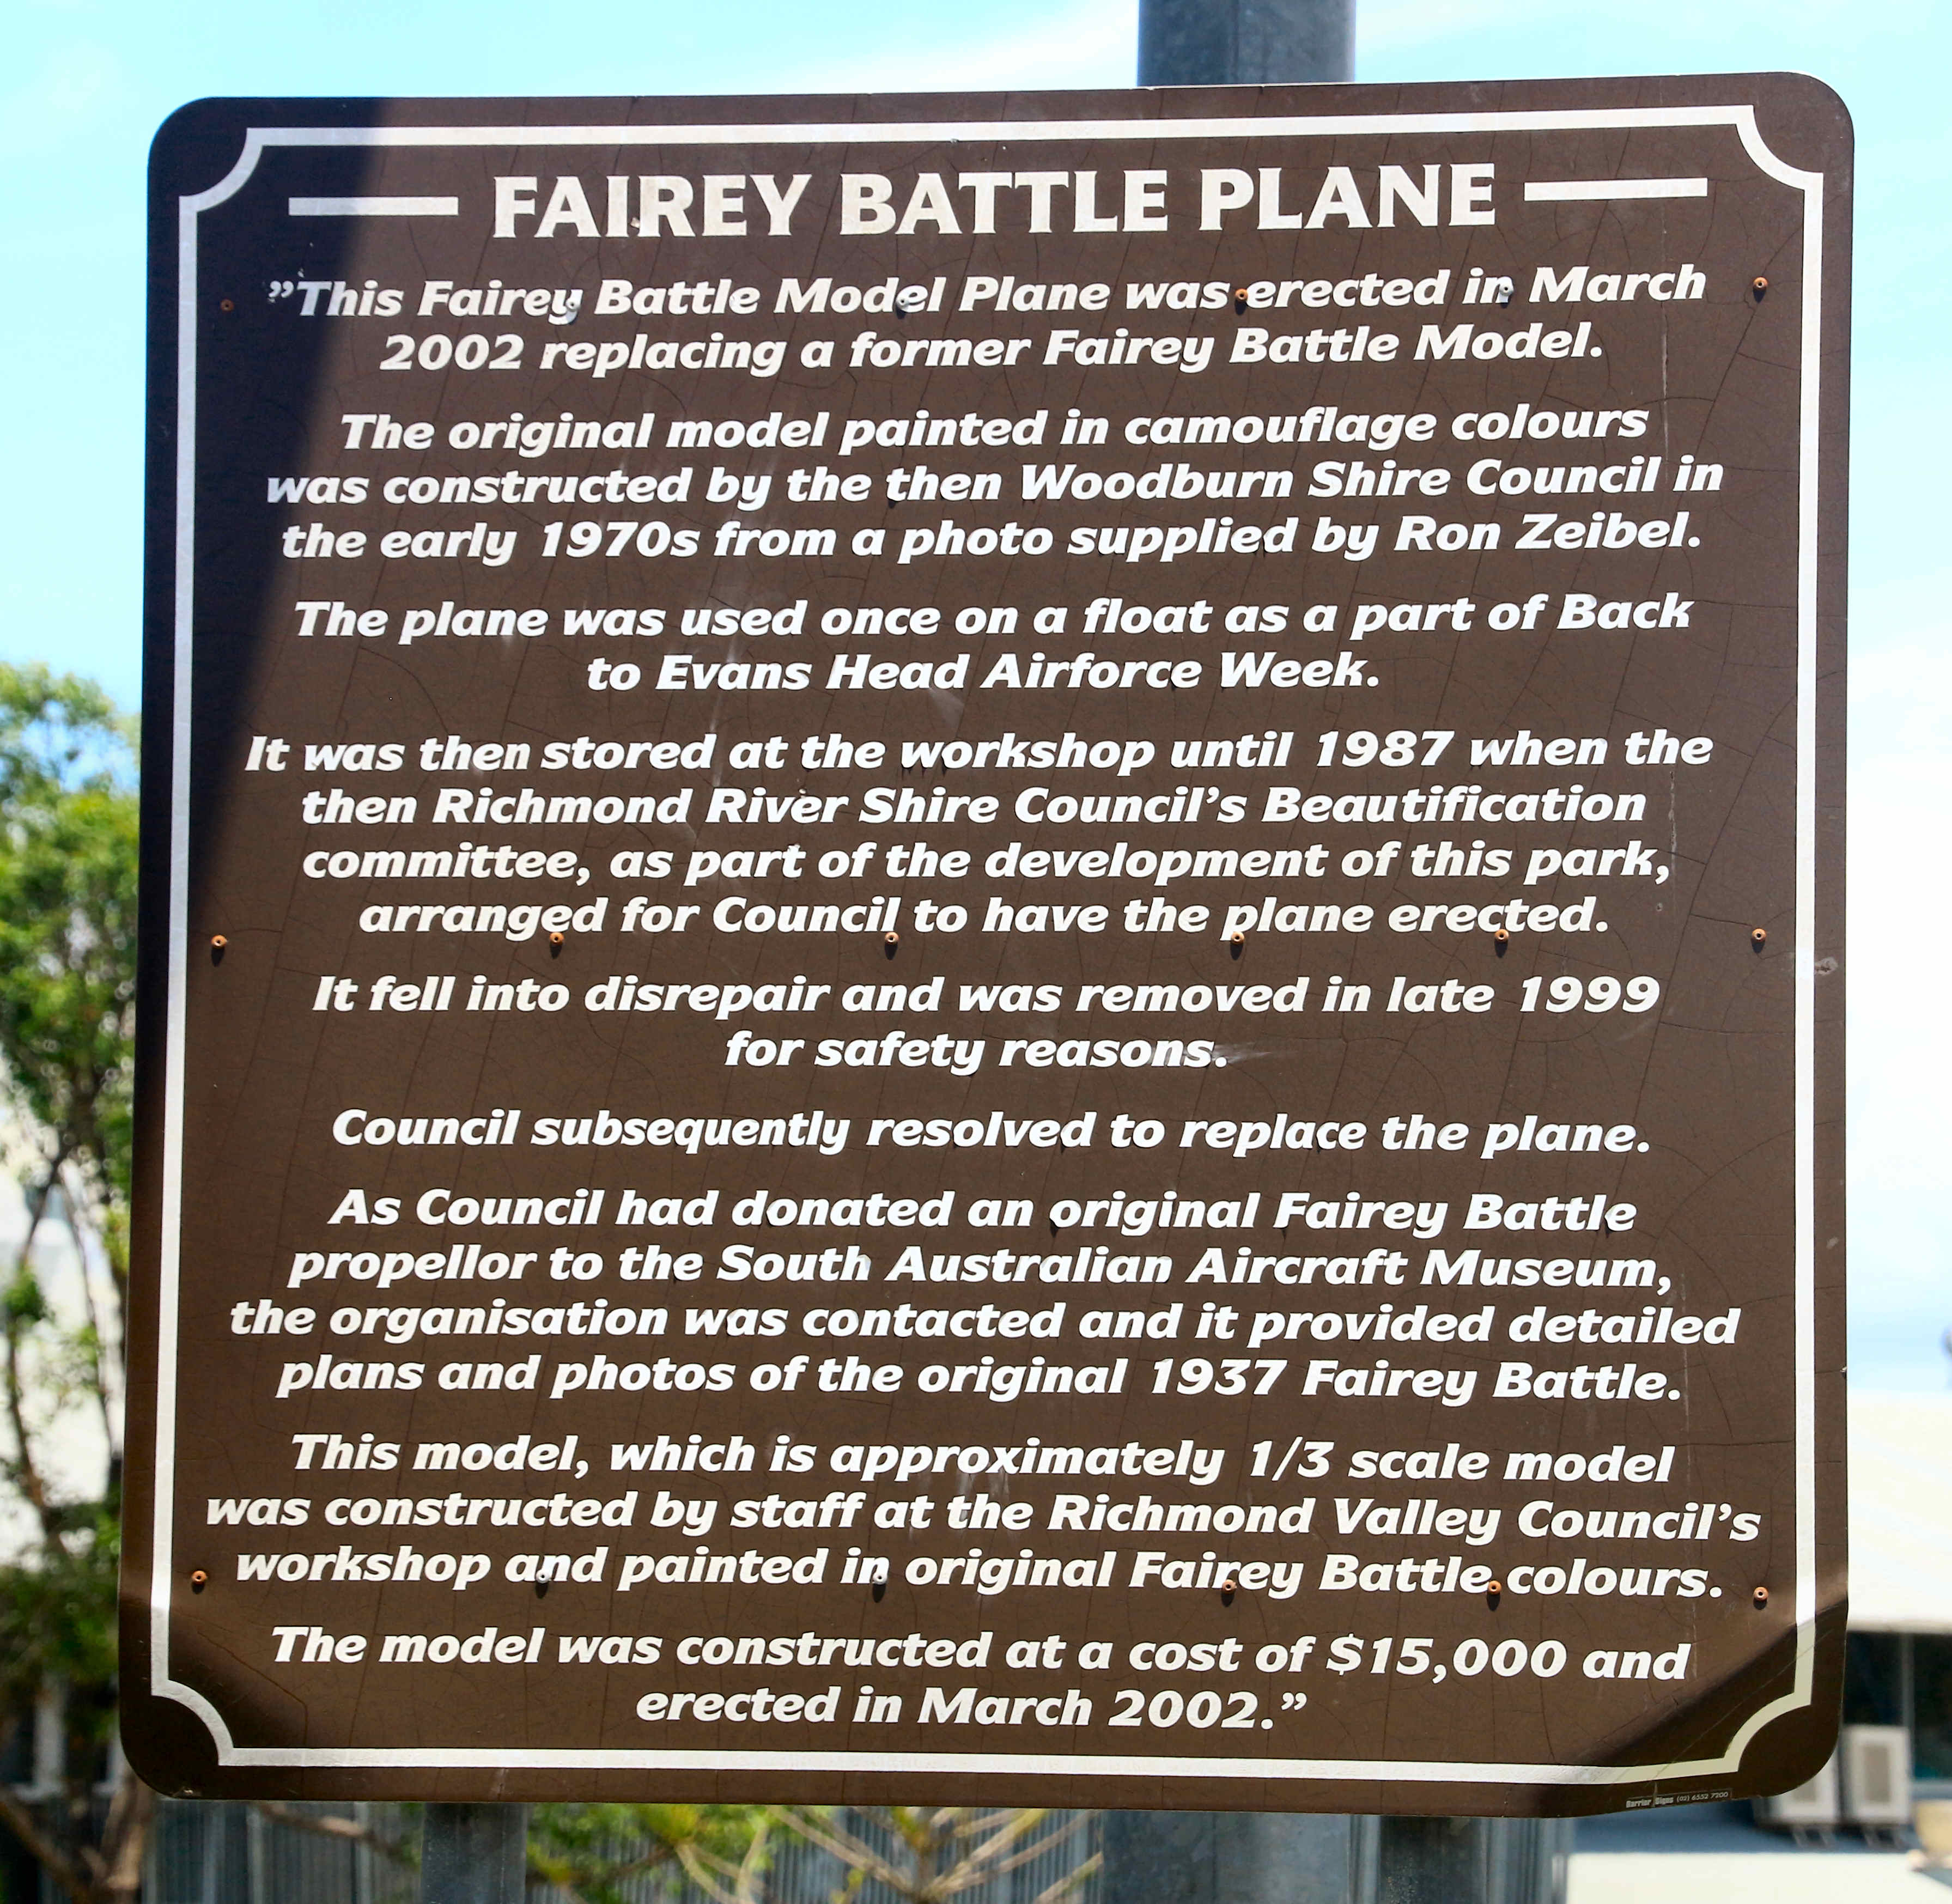 FAIREY BATTLE PLANE
”This Fairey Battle Model Plane was erected in March
2002 replacing a former Fairey Battle Model.
The original model painted in camouflage colours
was constructed by the then Woodburn Shire Council in
the early 1970s from a photo supplied by Ron Zeibel.
The plane was used once on a float as a part of Back
to Evans Head Airforce Week.
It was then stored at the workshop until 1987 when the
then Richmond River Shire Council’s Beautification
committee, as part of the development of this park,
arranged for Council to have the plane erected.
It fell into disrepair and was removed in late 1999
for safety reasons.
Council subsequently resolved to replace the plane.
As Council had donated an original Fairey Battle
propellor to the South Australian Aircraft Museum,
the organisation was contacted and it provided detailed
plans and photos of the original 1937 Fairey Battle.
This model, which is approximately 1/3 scale model
was constructed by staff at the Richmond Valley Council’s
workshop and painted in original Fairey Battle colours.
The model was constructed at a cost of $15,000 and
erected in March 2002.”
Barrier Signs (02) 6552 7200